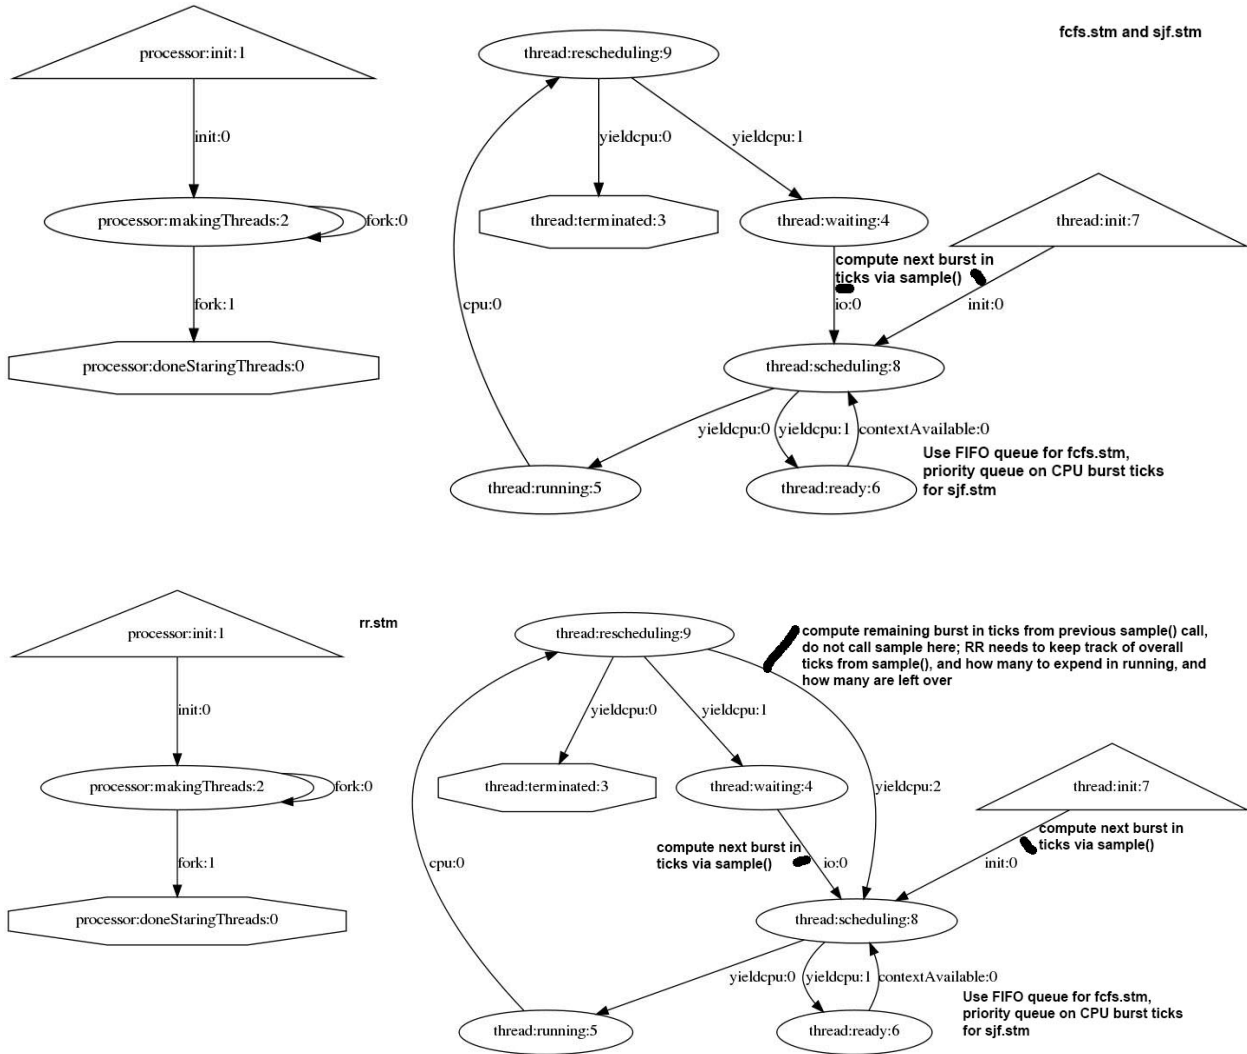 fcfs.stm and sjf.stm
processor:init:1
thread:rescheduling:9
init:0
yieldcpu:0
yieldcpu:1
processor:makingThreads:2
fork:0
thread:terminated:3
thread:waiting:4
thread:init:7
compute next burst in
ticks via sample()
fork:1
cpu:0
io:0
init:0
processor:doneStaringThreads:0
thread:scheduling:8
yieldcpu:0
yieldcpu:1
contextAvailable:0
Use FIFO queue for fcfs.stm,
priority queue on CPU burst ticks
for sjf.stm
thread:running:5
thread:ready:6
rr.stm
processor:init:1
thread:rescheduling:9
compute remaining burst in ticks from previous sample() call,
do not call sample here; RR needs to keep track of overall
ticks from sample(), and how many to expend in running, and
how many are left over
init:0
yieldcpu:0
yieldcpu:1
processor:makingThreads:2
fork:0
thread:terminated:3
thread:waiting:4
yieldcpu:2
thread:init:7
compute next burst in
ticks via sample()
compute next burst in
ticks via sample()
fork:1
cpu:0
io:0
init:0
processor:doneStaringThreads:0
thread:scheduling:8
yieldcpu:0
yieldcpu:1
contextAvailable:0
Use FIFO queue for fcfs.stm,
priority queue on CPU burst ticks
for sjf.stm
thread:running:5
thread:ready:6